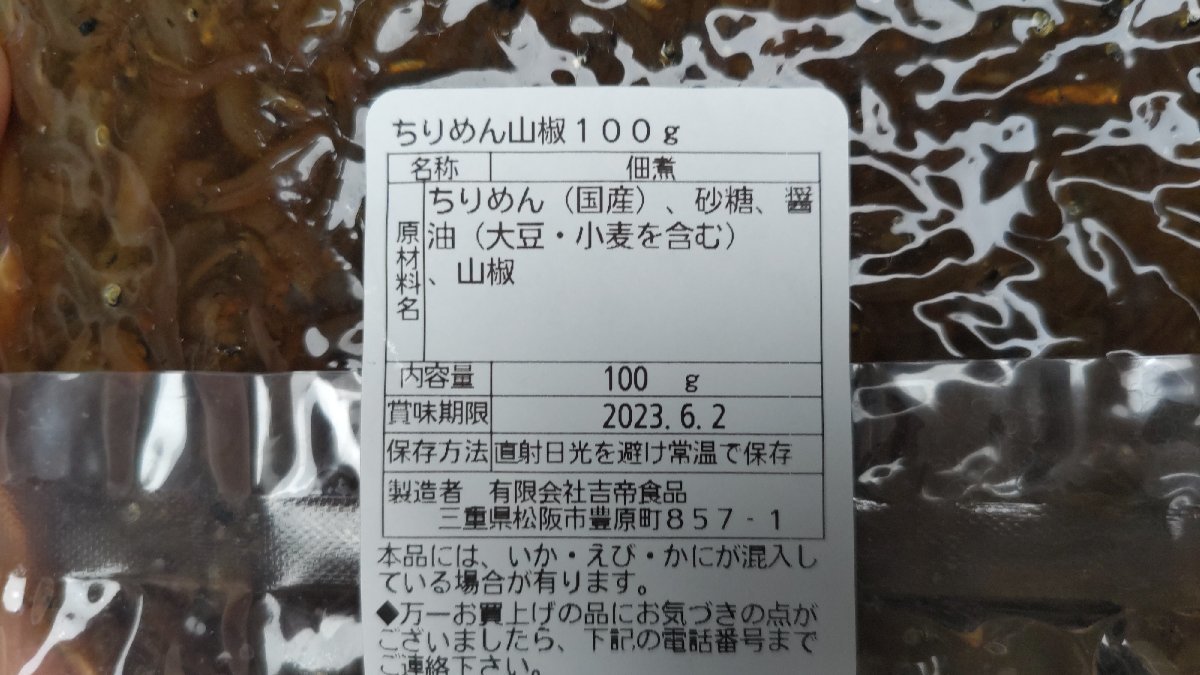 ちりめん山椒100g
名称 佃煮
原材料名 ちりめん（国産）、砂糖、醤
油（大豆・小麦を含む）
、山椒
内容量 100 g
賞味期限 2023.6.2
保存方法 直射日光を避け常温で保存
製造者 有限会社吉帝食品
三重県松阪市豊原町857-1
本品には、いか・えび・かにが混入し
ている場合が有ります。
◆万一お買上げの品にお気づきの点が
ございましたら、下記の電話番号まで
ご連絡下さい。